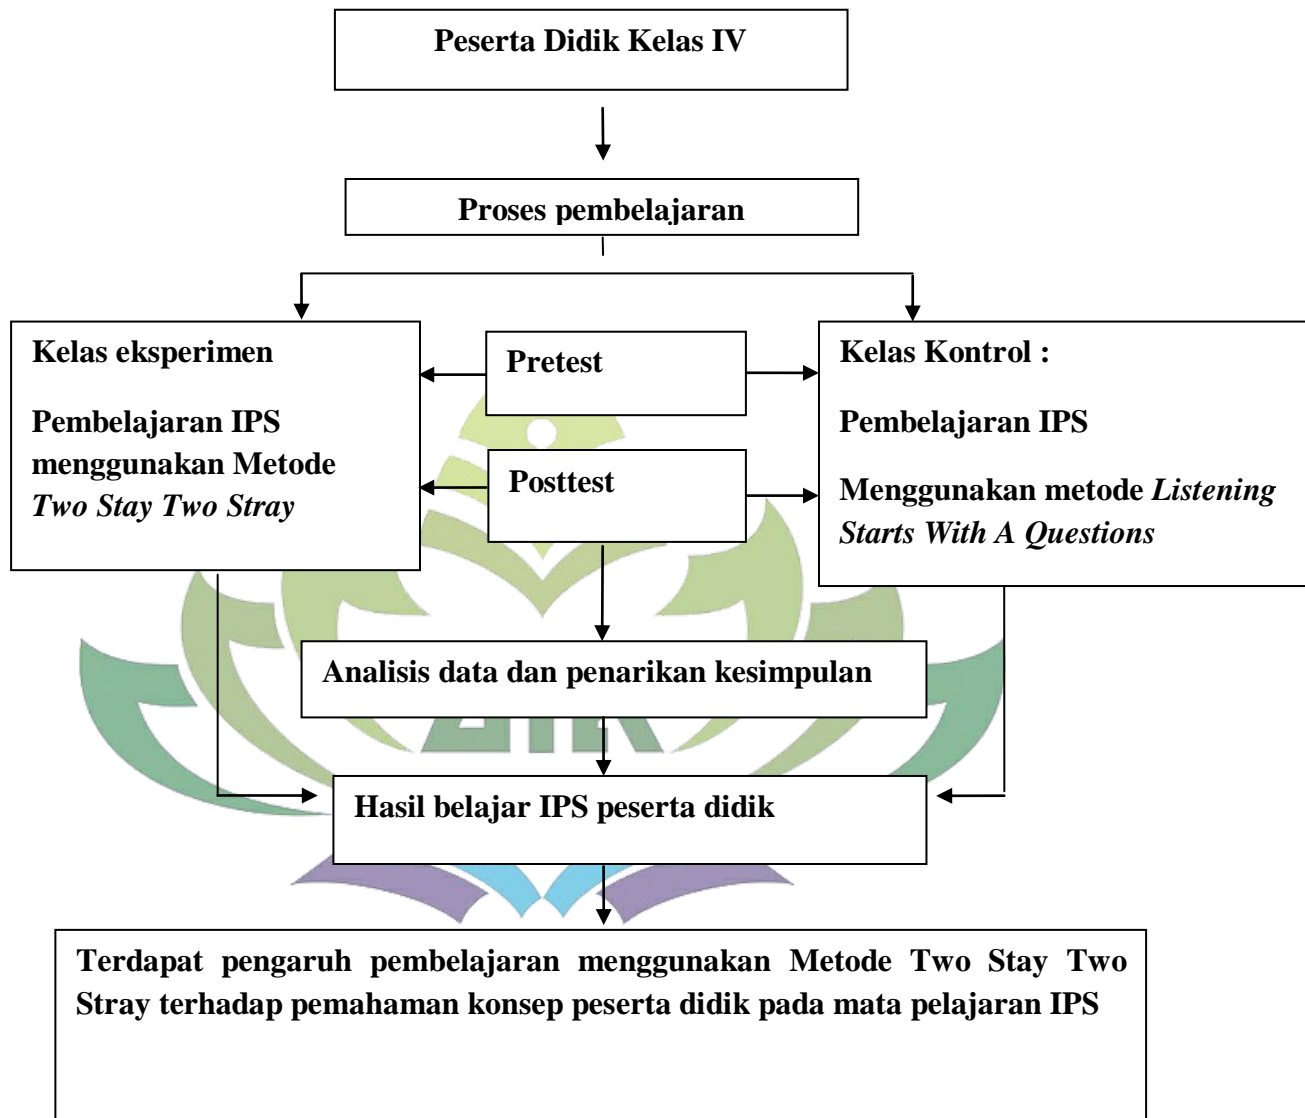 Peserta Didik Kelas IV
Proses pembelajaran
Kelas eksperimen
Pembelajaran IPS
menggunakan Metode
Two Stay Two Stray
Pretest
Posttest
Kelas Kontrol :
Pembelajaran IPS
Menggunakan metode Listening
Starts With A Questions
Analisis data dan penarikan kesimpulan
Hasil belajar IPS peserta didik
Terdapat pengaruh pembelajaran menggunakan Metode Two Stay Two
Stray terhadap pemahaman konsep peserta didik pada mata pelajaran IPS